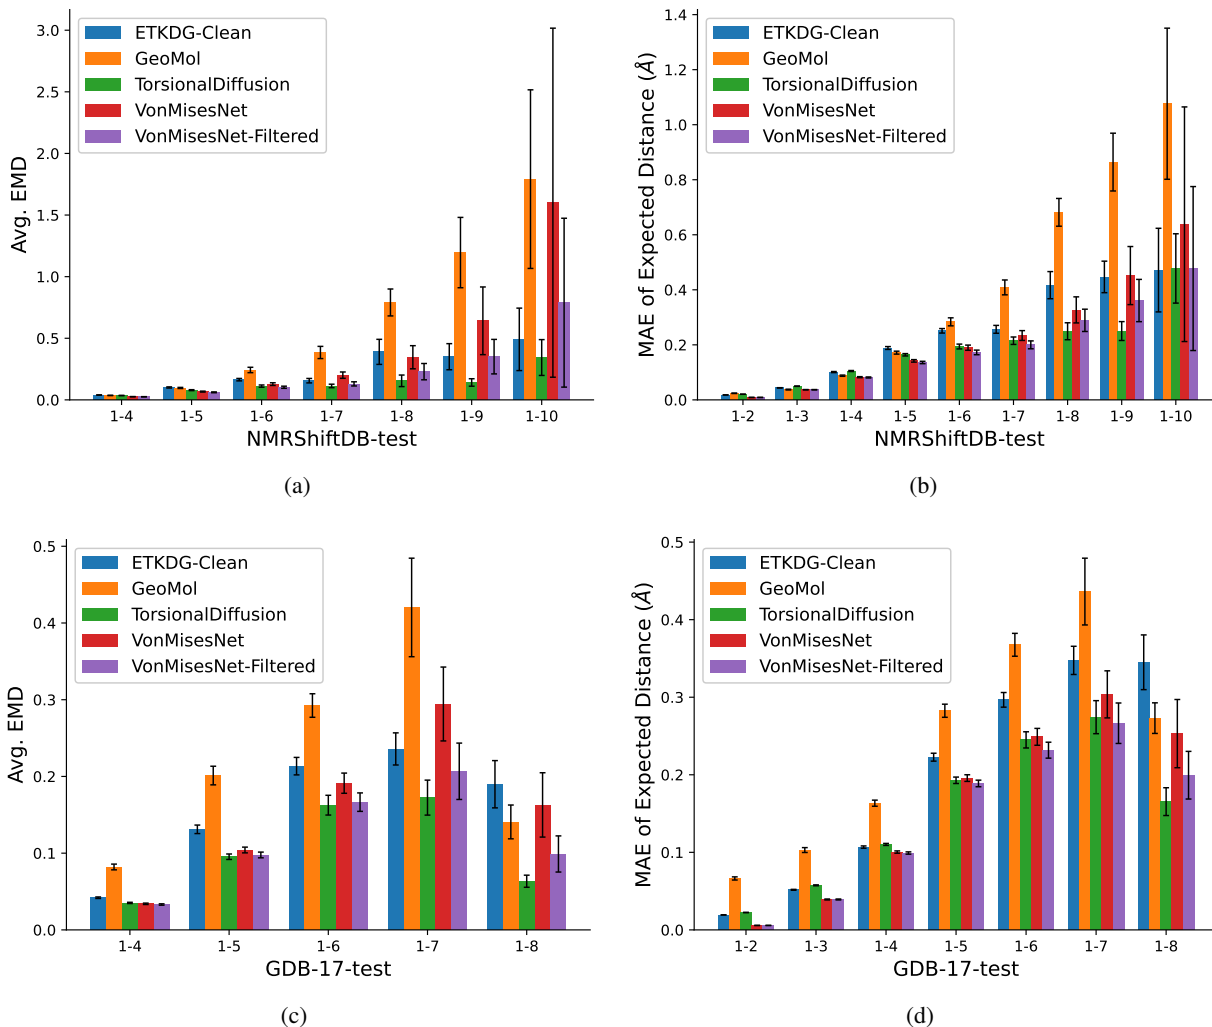 Avg. EMD
3.0
2.5
2.0
1.5
1.0
0.5
0.0
ETKDG-Clean
GeoMol
TorsionalDiffusion
VonMisesNet
VonMisesNet-Filtered
1-4 1-5 1-6 1-7 1-8 1-9 1-10
NMRShiftDB-test
(a)
MAE of Expected Distance (Å)
1.4
1.2
1.0
0.8
0.6
0.4
0.2
0.0
ETKDG-Clean
GeoMol
TorsionalDiffusion
VonMisesNet
VonMisesNet-Filtered
1-2 1-3 1-4 1-5 1-6 1-7 1-8 1-9 1-10
NMRShiftDB-test
(b)
Avg. EMD
0.5
0.4
0.3
0.2
0.1
0.0
ETKDG-Clean
GeoMol
TorsionalDiffusion
VonMisesNet
VonMisesNet-Filtered
1-4 1-5 1-6 1-7 1-8
GDB-17-test
(c)
MAE of Expected Distance (Å)
0.5
0.4
0.3
0.2
0.1
0.0
ETKDG-Clean
GeoMol
TorsionalDiffusion
VonMisesNet
VonMisesNet-Filtered
1-2 1-3 1-4 1-5 1-6 1-7 1-8
GDB-17-test
(d)